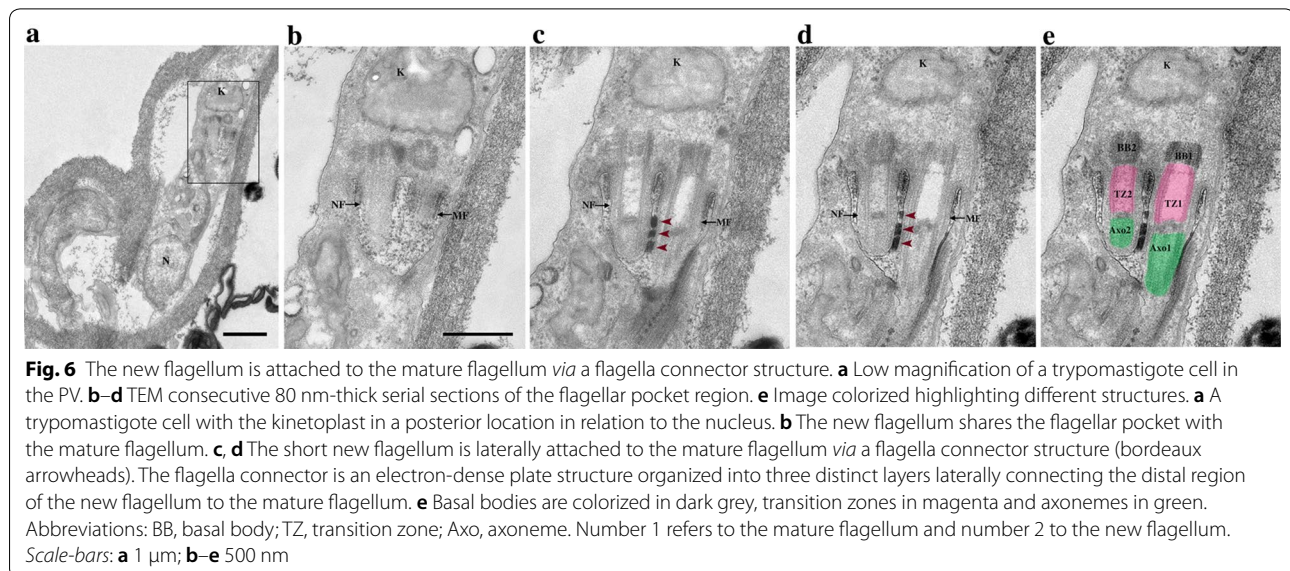 a b c d e
K K K K K
BB2 BB1
TZ2 TZ1
NF MF NF MF NF MF
Axo2 Axo1
N
Fig. 6 The new flagellum is attached to the mature flagellum via a flagella connector structure. a Low magnification of a trypomastigote cell in
the PV. b–d TEM consecutive 80 nm-thick serial sections of the flagellar pocket region. e Image colorized highlighting different structures. a A
trypomastigote cell with the kinetoplast in a posterior location in relation to the nucleus. b The new flagellum shares the flagellar pocket with
the mature flagellum. c, d The short new flagellum is laterally attached to the mature flagellum via a flagella connector structure (bordeaux
arrowheads). The flagella connector is an electron-dense plate structure organized into three distinct layers laterally connecting the distal region
of the new flagellum to the mature flagellum. e Basal bodies are colorized in dark grey, transition zones in magenta and axonemes in green.
Abbreviations: BB, basal body; TZ, transition zone; Axo, axoneme. Number 1 refers to the mature flagellum and number 2 to the new flagellum.
Scale-bars: a 1 μm; b–e 500 nm